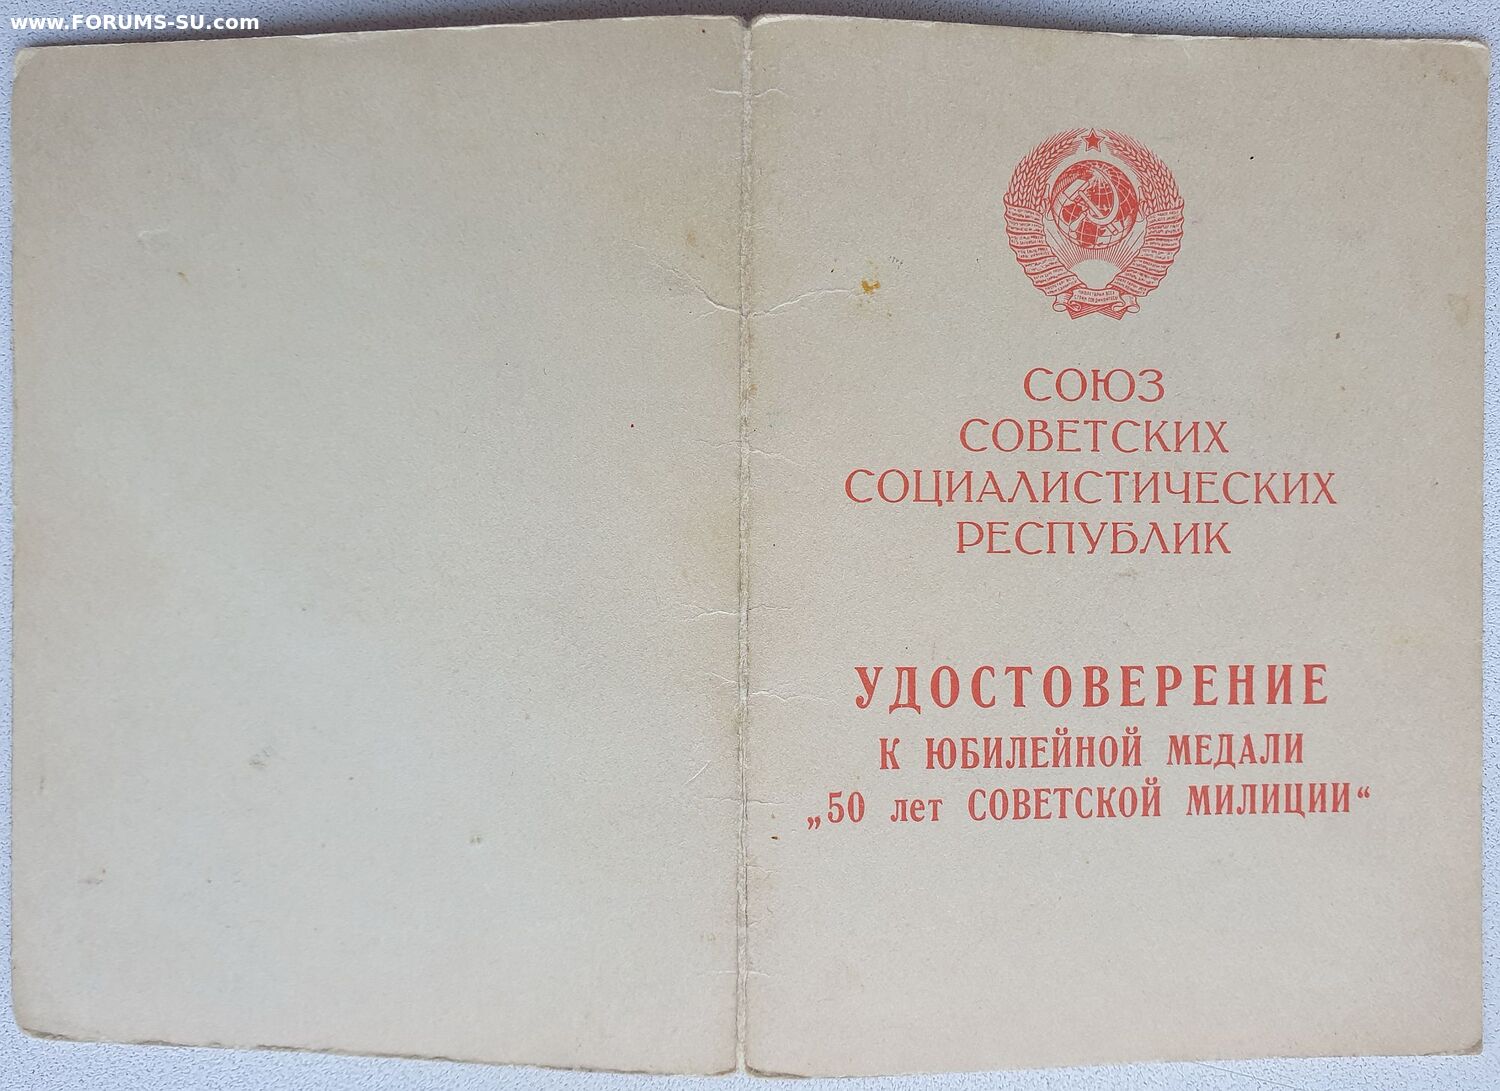 www.FORUMS-SU.com
СОЮЗ
СОВЕТСКИХ
СОЦИАЛИСТИЧЕСКИХ
РЕСПУБЛИК
УДОСТОВЕРЕНИЕ
К ЮБИЛЕЙНОЙ МЕДАЛИ
„50 лет СОВЕТСКОЙ МИЛИЦИИ“